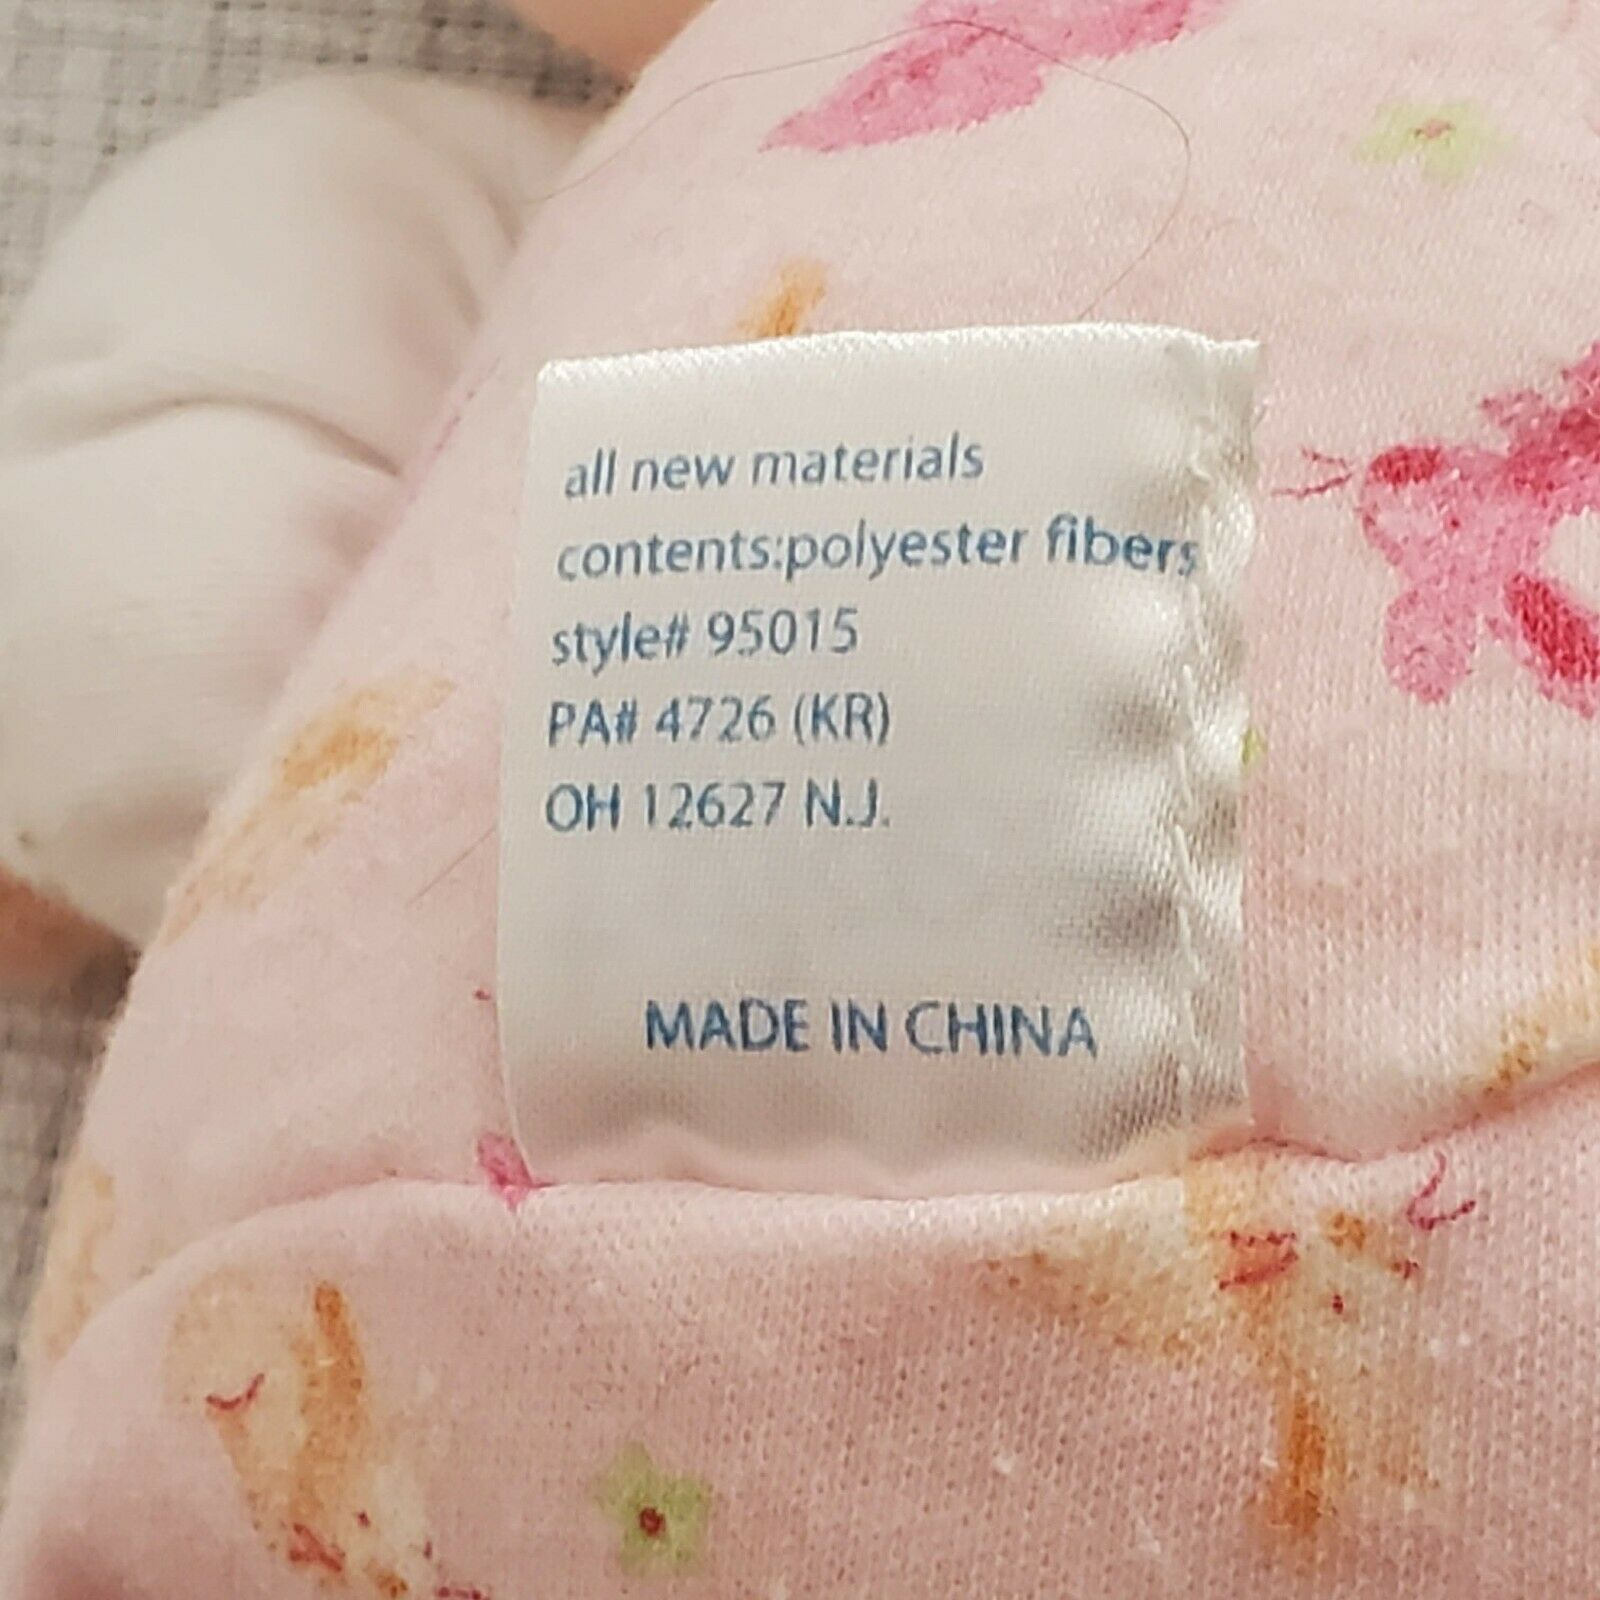 all new materials
contents:polyester fibers
style# 95015
PA# 4726 (KR)
OH 12627 N.J.
MADE IN CHINA